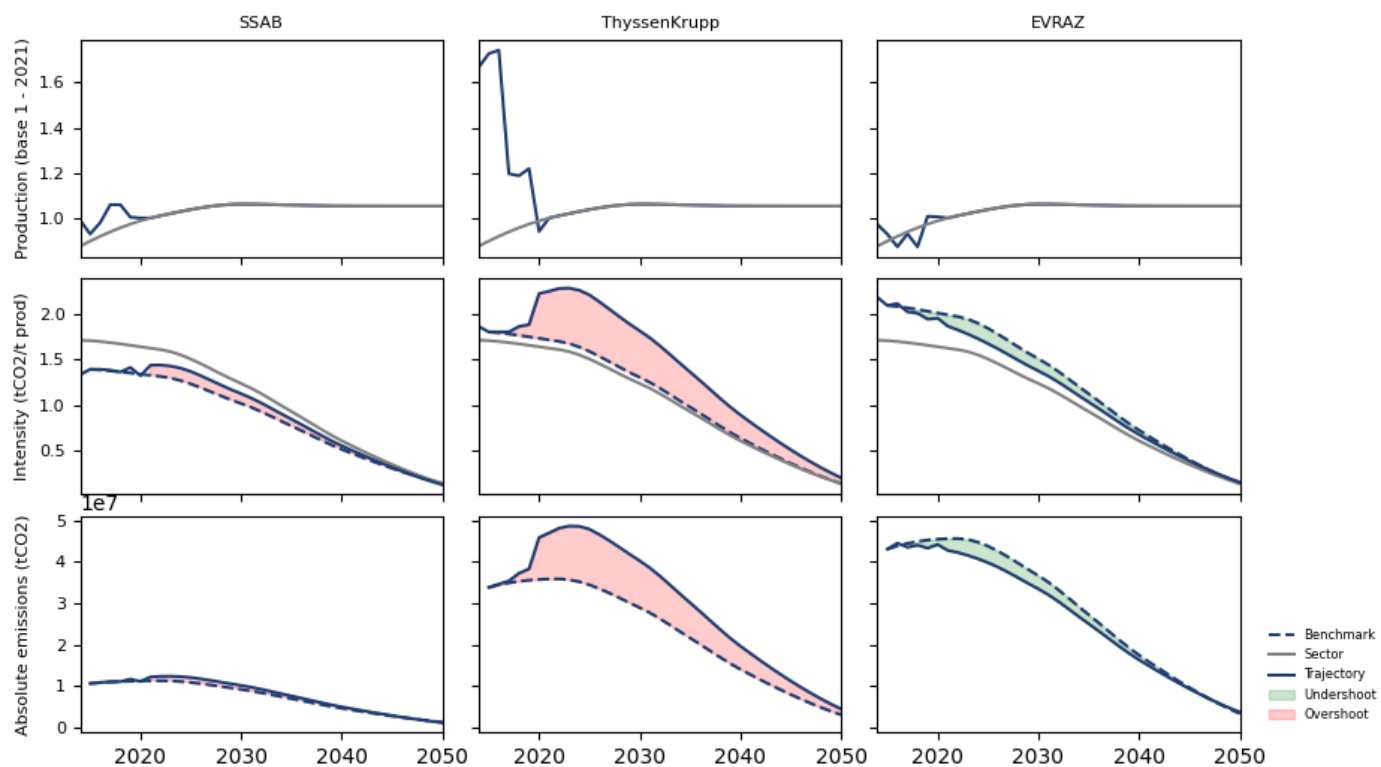 SSAB
ThyssenKrupp
EVRAZ
Production (base 1 - 2021)
1.6
1.4
1.2
1.0
Intensity (tCO2/t prod)
2.0
1.5
1.0
0.5
1e7
Absolute emissions (tCO2)
5
4
3
2
1
0
2020 2030 2040 2050
2020 2030 2040 2050
2020 2030 2040 2050
Benchmark
Sector
Trajectory
Undershoot
Overshoot